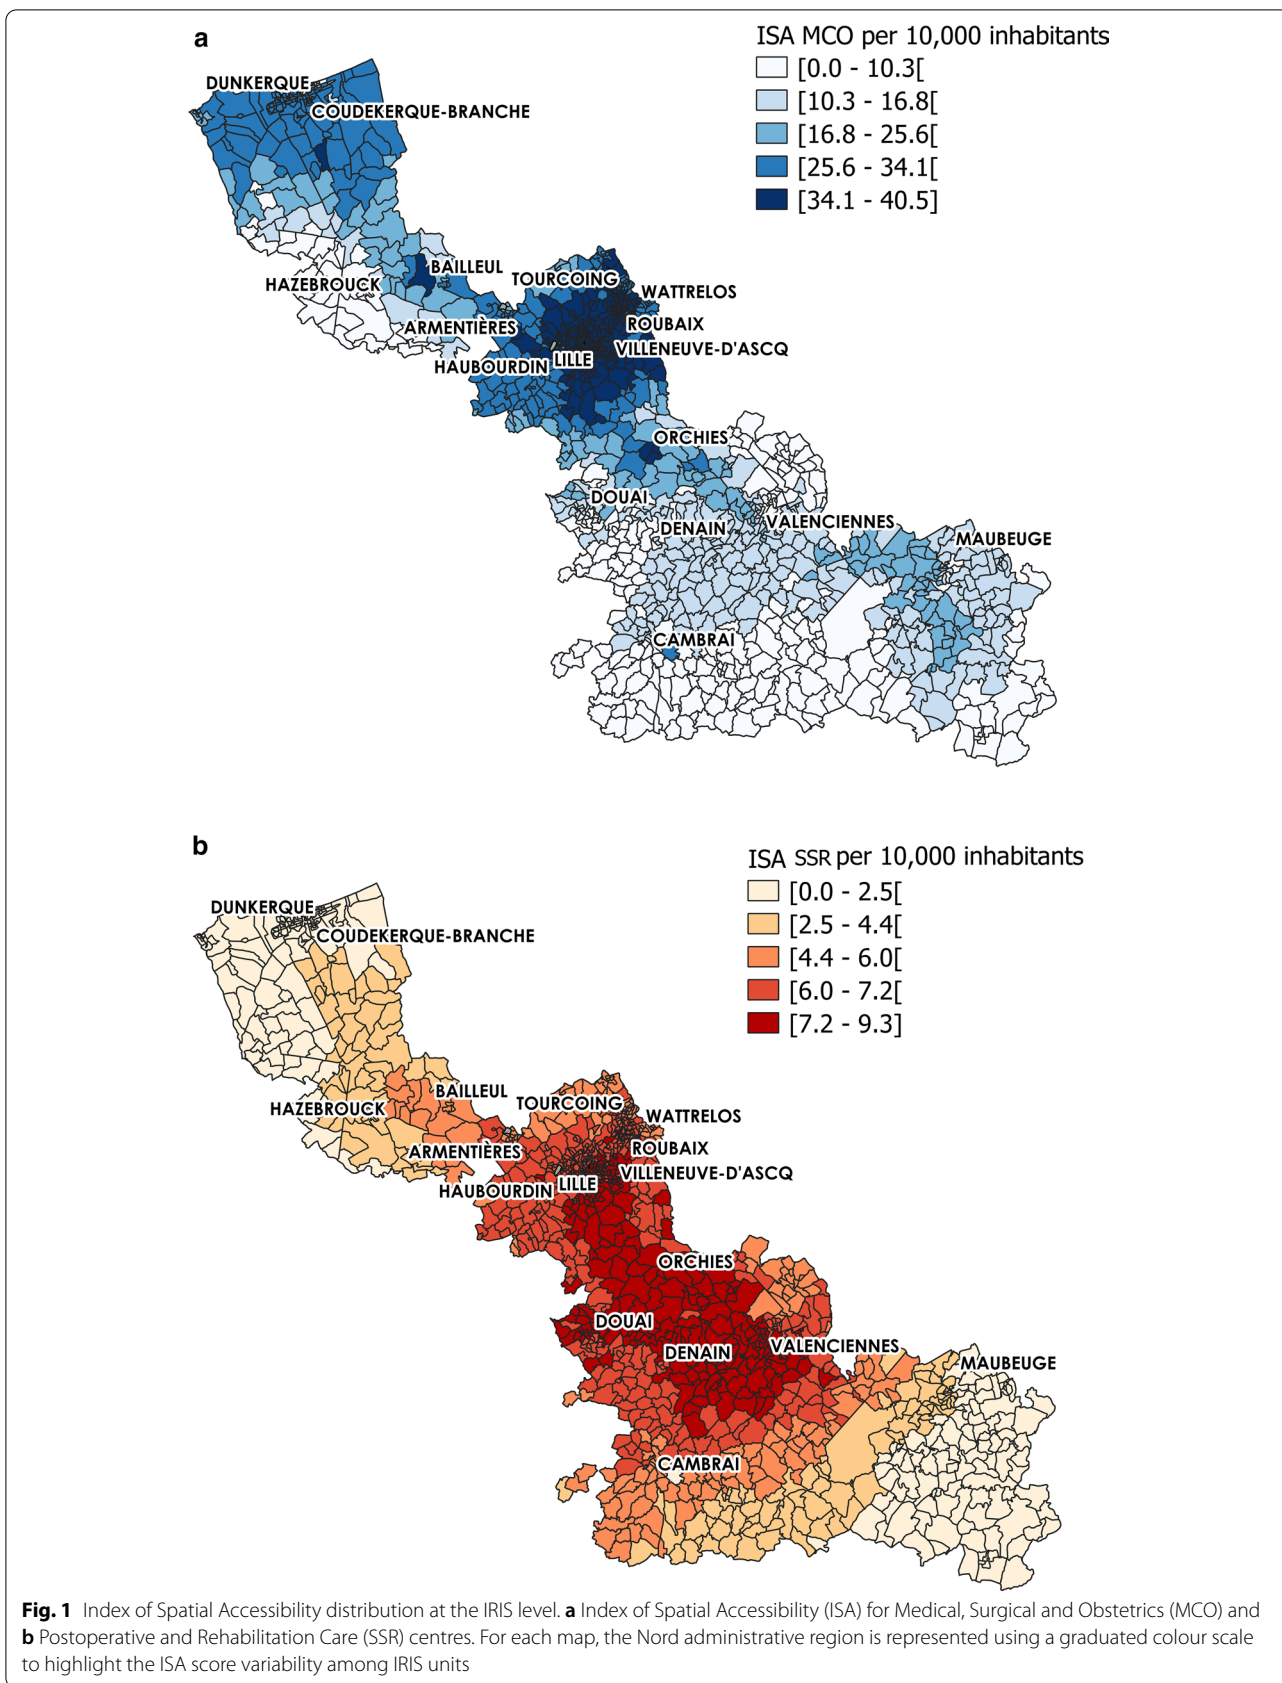 a
ISA MCO per 10,000 inhabitants
[0.0 - 10.3[
[10.3 - 16.8[
[16.8 - 25.6[
[25.6 - 34.1[
[34.1 - 40.5]
DUNKERQUE
COUDEKERQUE-BRANCHE
BAILLEUL
HAZEBROUCK
TOURCOING
WATTRELOS
ARMENTIÈRES
ROUBAIX
VILLENEUVE-D'ASCQ
HAUBOURDIN
LILLE
ORCHIES
DOUAI
DENAIN
VALENCIENNES
MAUBEUGE
CAMBRAI
b
ISA SSR per 10,000 inhabitants
[0.0 - 2.5[
[2.5 - 4.4[
[4.4 - 6.0[
[6.0 - 7.2[
[7.2 - 9.3]
DUNKERQUE
COUDEKERQUE-BRANCHE
BAILLEUL
HAZEBROUCK
TOURCOING
WATTRELOS
ARMENTIÈRES
ROUBAIX
VILLENEUVE-D'ASCQ
HAUBOURDIN
LILLE
ORCHIES
DOUAI
DENAIN
VALENCIENNES
MAUBEUGE
CAMBRAI
Fig. 1 Index of Spatial Accessibility distribution at the IRIS level. a Index of Spatial Accessibility (ISA) for Medical, Surgical and Obstetrics (MCO) and
b Postoperative and Rehabilitation Care (SSR) centres. For each map, the Nord administrative region is represented using a graduated colour scale
to highlight the ISA score variability among IRIS units